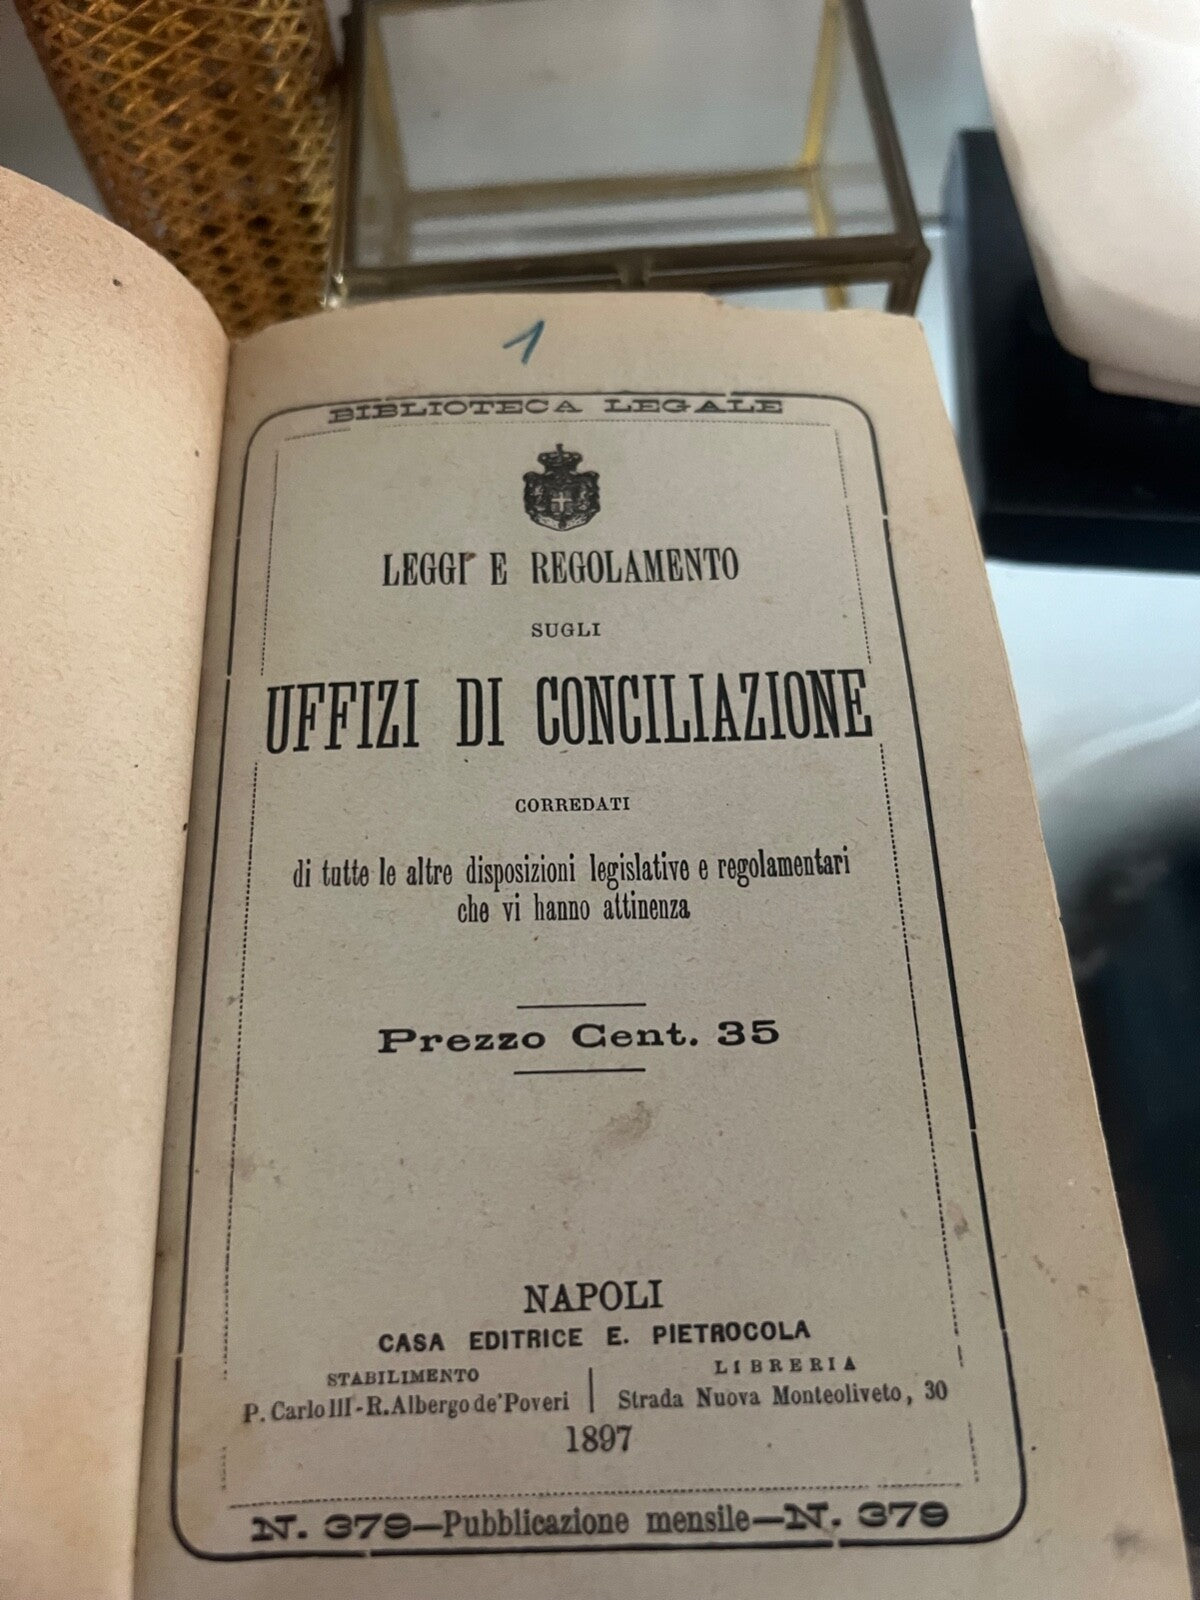 1
BIBLIOTECA LEGALE
LEGGI E REGOLAMENTO
SUGLI
UFFIZI DI CONCILIAZIONE
CORREDATI
di tutte le altre disposizioni legislative e regolamentari
che vi hanno attinenza
Prezzo Cent. 35
NAPOLI
CASA EDITRICE E. PIETROCOLA
STABILIMENTO
P. Carlo III-R. Albergo de' Poveri
LIBRERIA
Strada Nuova Monteoliveto, 30
1897
N. 379—Pubblicazione mensile—N. 379